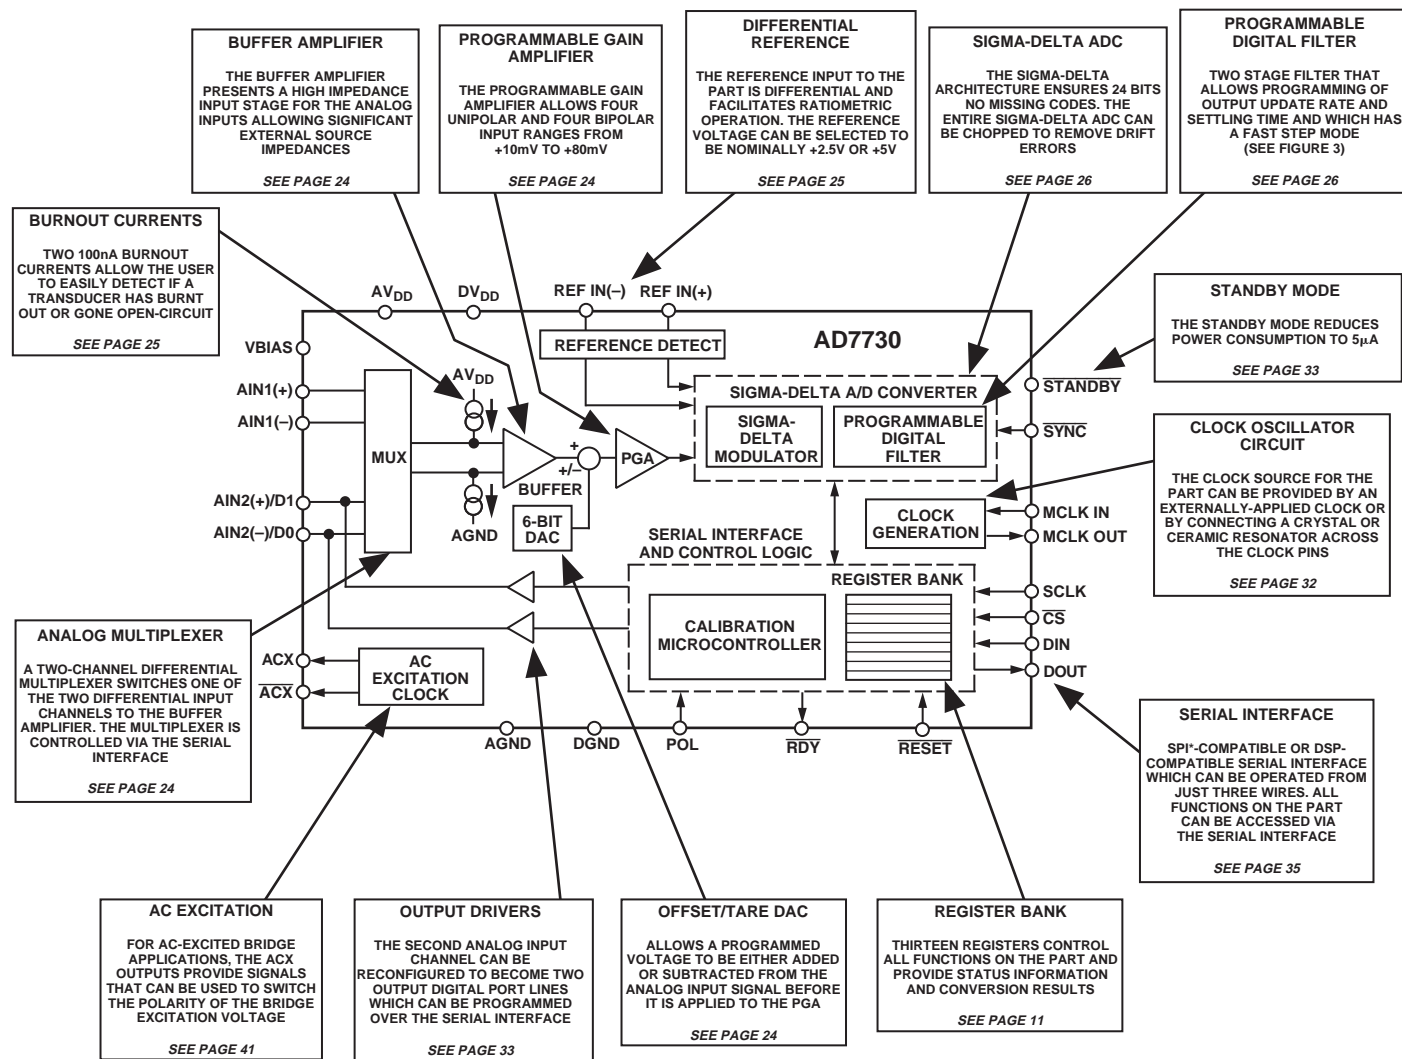 BUFFER AMPLIFIER
THE BUFFER AMPLIFIER
PRESENTS A HIGH IMPEDANCE
INPUT STAGE FOR THE ANALOG
INPUTS ALLOWING SIGNIFICANT
EXTERNAL SOURCE
IMPEDANCES
SEE PAGE 24
PROGRAMMABLE GAIN
AMPLIFIER
THE PROGRAMMABLE GAIN
AMPLIFIER ALLOWS FOUR
UNIPOLAR AND FOUR BIPOLAR
INPUT RANGES FROM
+10mV TO +80mV
SEE PAGE 24
DIFFERENTIAL
REFERENCE
THE REFERENCE INPUT TO THE
PART IS DIFFERENTIAL AND
FACILITATES RATIOMETRIC
OPERATION. THE REFERENCE
VOLTAGE CAN BE SELECTED TO
BE NOMINALLY +2.5V OR +5V
SEE PAGE 25
SIGMA-DELTA ADC
THE SIGMA-DELTA
ARCHITECTURE ENSURES 24 BITS
NO MISSING CODES. THE
ENTIRE SIGMA-DELTA ADC CAN
BE CHOPPED TO REMOVE DRIFT
ERRORS
SEE PAGE 26
PROGRAMMABLE
DIGITAL FILTER
TWO STAGE FILTER THAT
ALLOWS PROGRAMMING OF
OUTPUT UPDATE RATE AND
SETTLING TIME AND WHICH HAS
A FAST STEP MODE
(SEE FIGURE 3)
SEE PAGE 26
BURNOUT CURRENTS
TWO 100nA BURNOUT
CURRENTS ALLOW THE USER
TO EASILY DETECT IF A
TRANSDUCER HAS BURNT
OUT OR GONE OPEN-CIRCUIT
SEE PAGE 25
STANDBY MODE
THE STANDBY MODE REDUCES
POWER CONSUMPTION TO 5μA
SEE PAGE 33
AVDD
DVDD
REF IN(–)
REF IN(+)
AD7730
REFERENCE DETECT
VBIAS
AIN1(+)
AIN1(–)
AIN2(+)/D1
AIN2(–)/D0
MUX
AVDD
AGND
+
+/–
BUFFER
6-BIT
DAC
PGA
SIGMA-DELTA A/D CONVERTER
SIGMA-
DELTA
MODULATOR
PROGRAMMABLE
DIGITAL
FILTER
STANDBY
SYNC
CLOCK
GENERATION
MCLK IN
MCLK OUT
CLOCK OSCILLATOR
CIRCUIT
THE CLOCK SOURCE FOR THE
PART CAN BE PROVIDED BY AN
EXTERNALLY-APPLIED CLOCK OR
BY CONNECTING A CRYSTAL OR
CERAMIC RESONATOR ACROSS
THE CLOCK PINS
SEE PAGE 32
SERIAL INTERFACE
AND CONTROL LOGIC
REGISTER BANK
CALIBRATION
MICROCONTROLLER
SCLK
CS
DIN
DOUT
ANALOG MULTIPLEXER
A TWO-CHANNEL DIFFERENTIAL
MULTIPLEXER SWITCHES ONE OF
THE TWO DIFFERENTIAL INPUT
CHANNELS TO THE BUFFER
AMPLIFIER. THE MULTIPLEXER IS
CONTROLLED VIA THE SERIAL
INTERFACE
SEE PAGE 24
ACX
ACX
AC
EXCITATION
CLOCK
AGND
DGND
POL
RDY
RESET
SERIAL INTERFACE
SPI*-COMPATIBLE OR DSP-
COMPATIBLE SERIAL INTERFACE
WHICH CAN BE OPERATED FROM
JUST THREE WIRES. ALL
FUNCTIONS ON THE PART
CAN BE ACCESSED VIA
THE SERIAL INTERFACE
SEE PAGE 35
AC EXCITATION
FOR AC-EXCITED BRIDGE
APPLICATIONS, THE ACX
OUTPUTS PROVIDE SIGNALS
THAT CAN BE USED TO SWITCH
THE POLARITY OF THE BRIDGE
EXCITATION VOLTAGE
SEE PAGE 41
OUTPUT DRIVERS
THE SECOND ANALOG INPUT
CHANNEL CAN BE
RECONFIGURED TO BECOME TWO
OUTPUT DIGITAL PORT LINES
WHICH CAN BE PROGRAMMED
OVER THE SERIAL INTERFACE
SEE PAGE 33
OFFSET/TARE DAC
ALLOWS A PROGRAMMED
VOLTAGE TO BE EITHER ADDED
OR SUBTRACTED FROM THE
ANALOG INPUT SIGNAL BEFORE
IT IS APPLIED TO THE PGA
SEE PAGE 24
REGISTER BANK
THIRTEEN REGISTERS CONTROL
ALL FUNCTIONS ON THE PART AND
PROVIDE STATUS INFORMATION
AND CONVERSION RESULTS
SEE PAGE 11